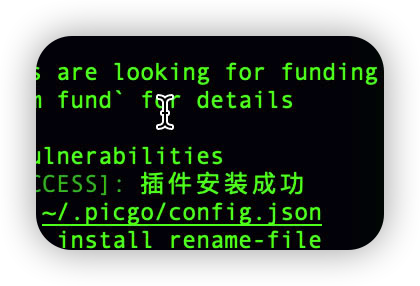 s are looking for funding
m fund` for details
ulnerabilities
CCESS]: 插件安装成功
~/.picgo/config.json
install rename-file